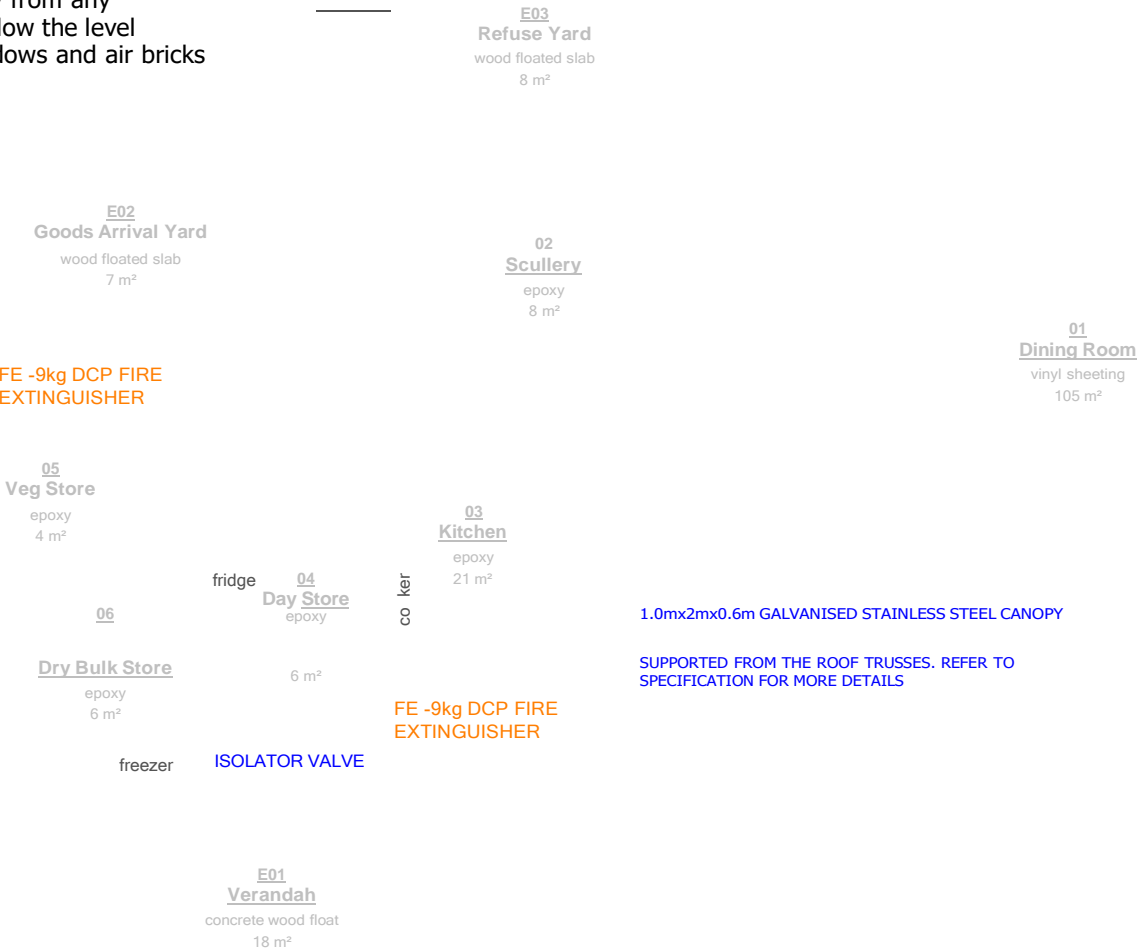 from any
low the level
dows and air bricks
E03
Refuse Yard
wood floated slab
8 m²
E02
Goods Arrival Yard
wood floated slab
7 m²
02
Scullery
epoxy
8 m²
01
Dining Room
vinyl sheeting
105 m²
FE -9kg DCP FIRE
EXTINGUISHER
05
Veg Store
epoxy
4 m²
03
Kitchen
epoxy
21 m²
fridge
04
Day Store
epoxy
6 m²
co ker
06
Dry Bulk Store
epoxy
6 m²
1.0mx2mx0.6m GALVANISED STAINLESS STEEL CANOPY
SUPPORTED FROM THE ROOF TRUSSES. REFER TO
SPECIFICATION FOR MORE DETAILS
FE -9kg DCP FIRE
EXTINGUISHER
freezer
ISOLATOR VALVE
E01
Verandah
concrete wood float
18 m²